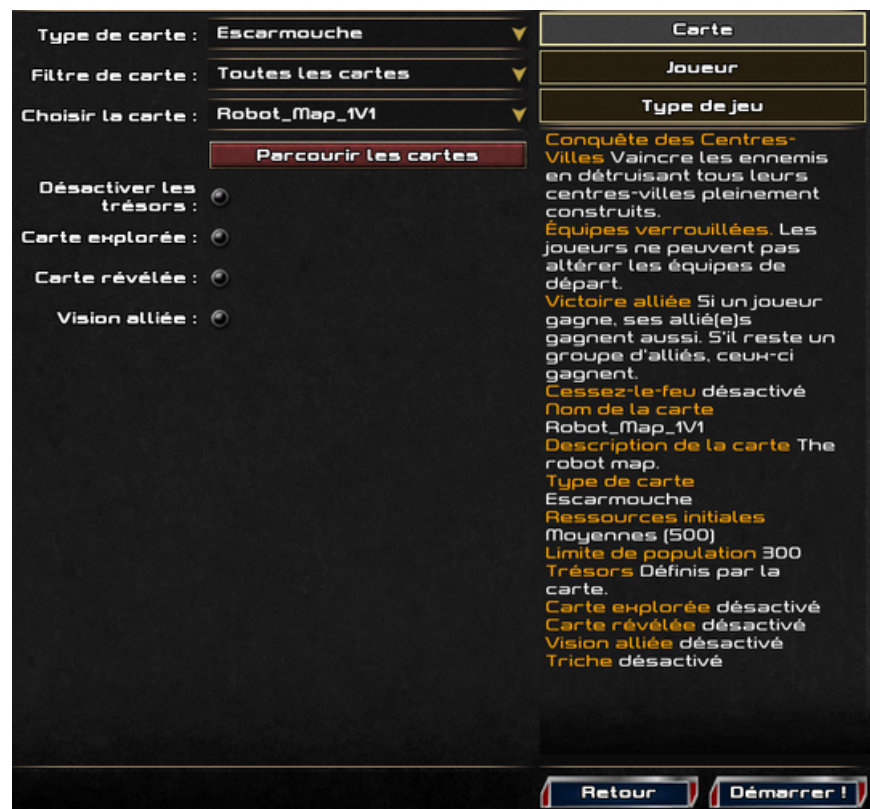 Type de carte : Escarmouche
Filtre de carte : Toutes les cartes
Choisir la carte : Robot_Map_1V1
Parcourir les cartes
Désactiver les
trésors :
Carte explorée :
Carte révélée :
Vision alliée :
Carte
Joueur
Type de jeu
Conquête des Centres-
Villes Vaincre les ennemis
en détruisant tous leurs
centres-villes pleinement
construits.
Équipes verrouillées. Les
joueurs ne peuvent pas
altérer les équipes de
départ.
Victoire alliée Si un joueur
gagne, ses allié(e)s
gagnent aussi. S'il reste un
groupe d'alliés, ceux-ci
gagnent.
Cessez-le-feu désactivé
Nom de la carte
Robot_Map_1V1
Description de la carte The
robot map.
Type de carte
Escarmouche
Ressources initiales
Moyennes (500)
Limite de population 300
Trésors Définis par la
carte.
Carte explorée désactivé
Carte révélée désactivé
Vision alliée désactivé
Triche désactivé
Retour
Démarrer !